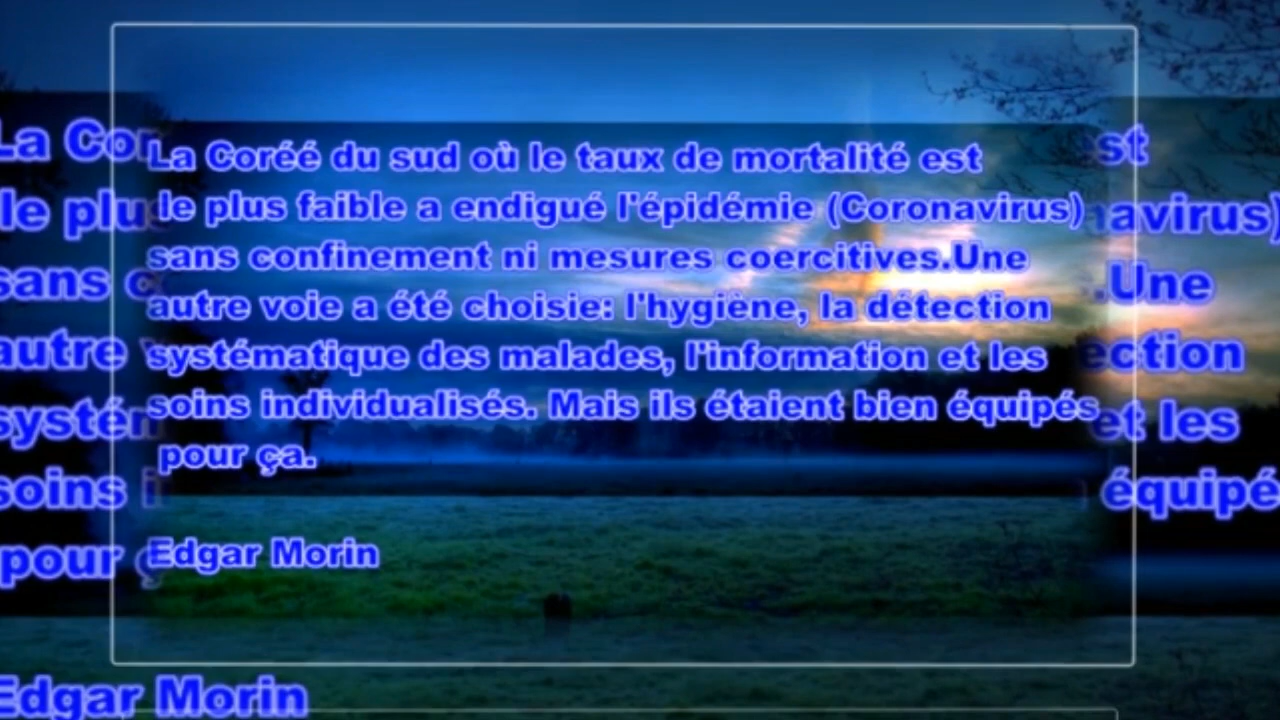 La Coréé du sud où le taux de mortalité est
le plus faible a endigué l'épidémie (Coronavirus)
sans confinement ni mesures coercitives.Une
autre voie a été choisie: l'hygiène, la détection
systématique des malades, l'information et les
soins individualisés. Mais ils étaient bien équipés
pour ça.
Edgar Morin
Edgar Morin